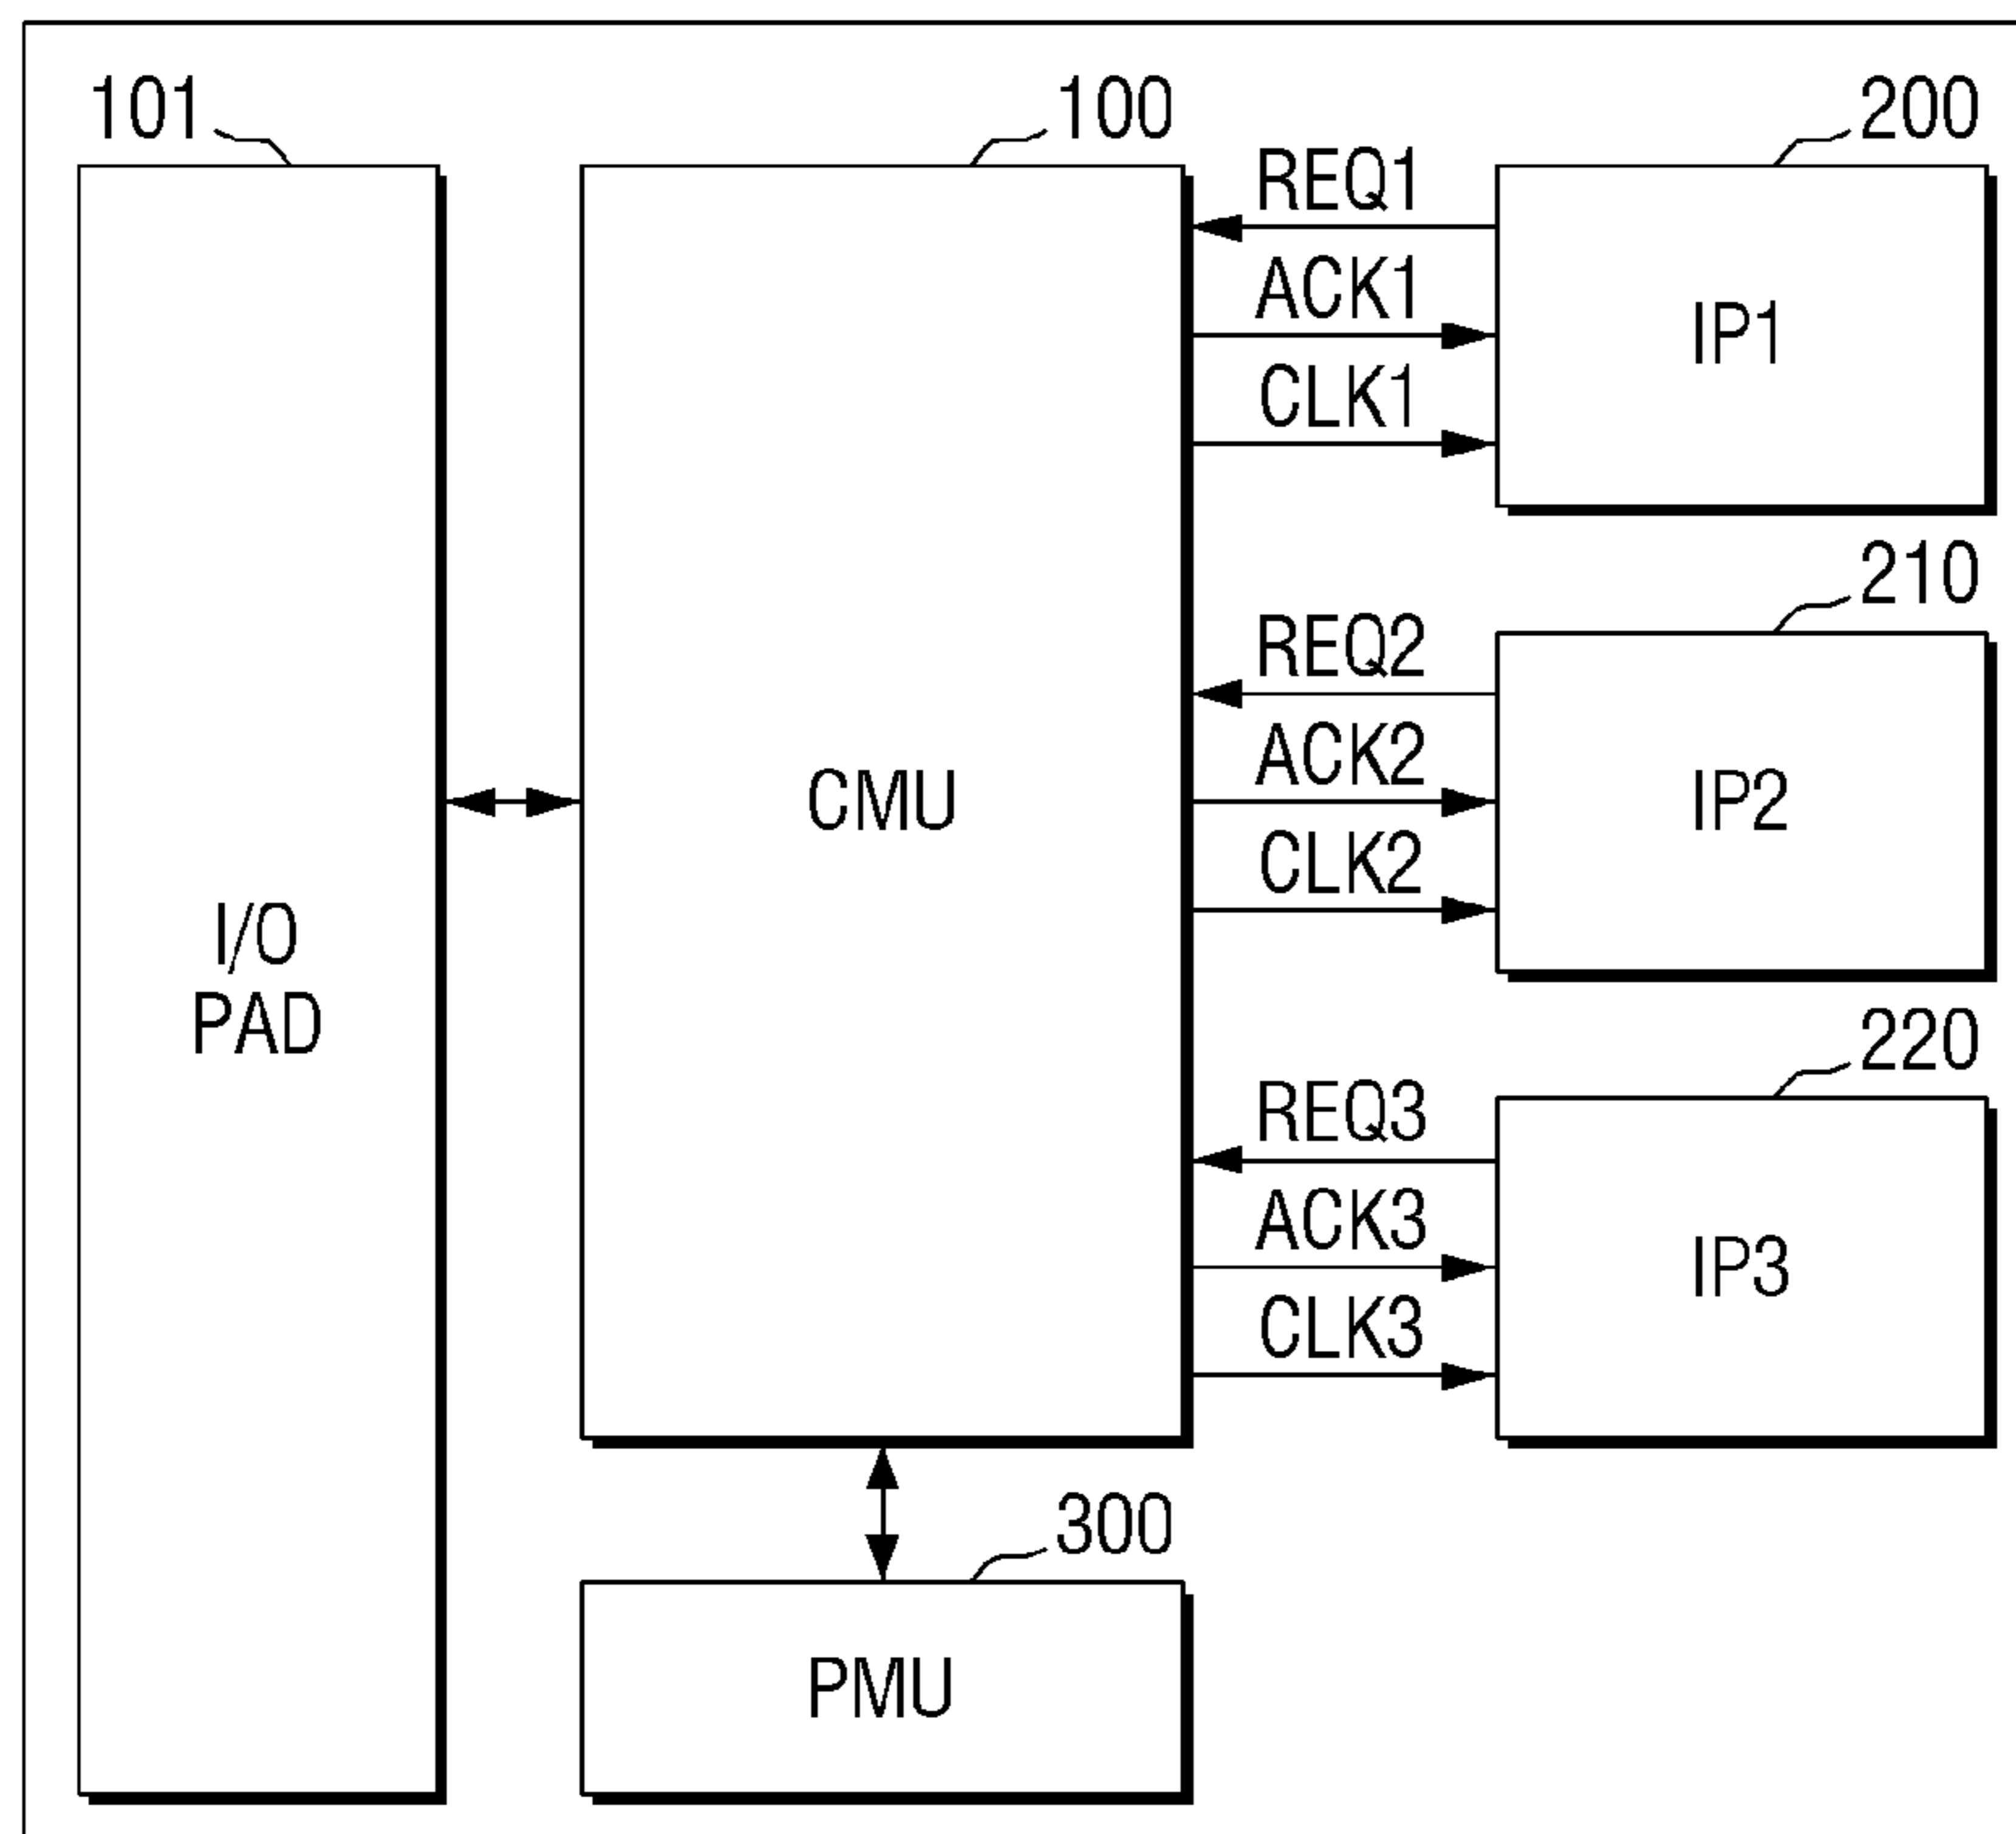 101
100
200
REQ1
ACK1
CLK1
IP1
210
REQ2
ACK2
CLK2
IP2
CMU
I/O
PAD
220
REQ3
ACK3
CLK3
IP3
300
PMU